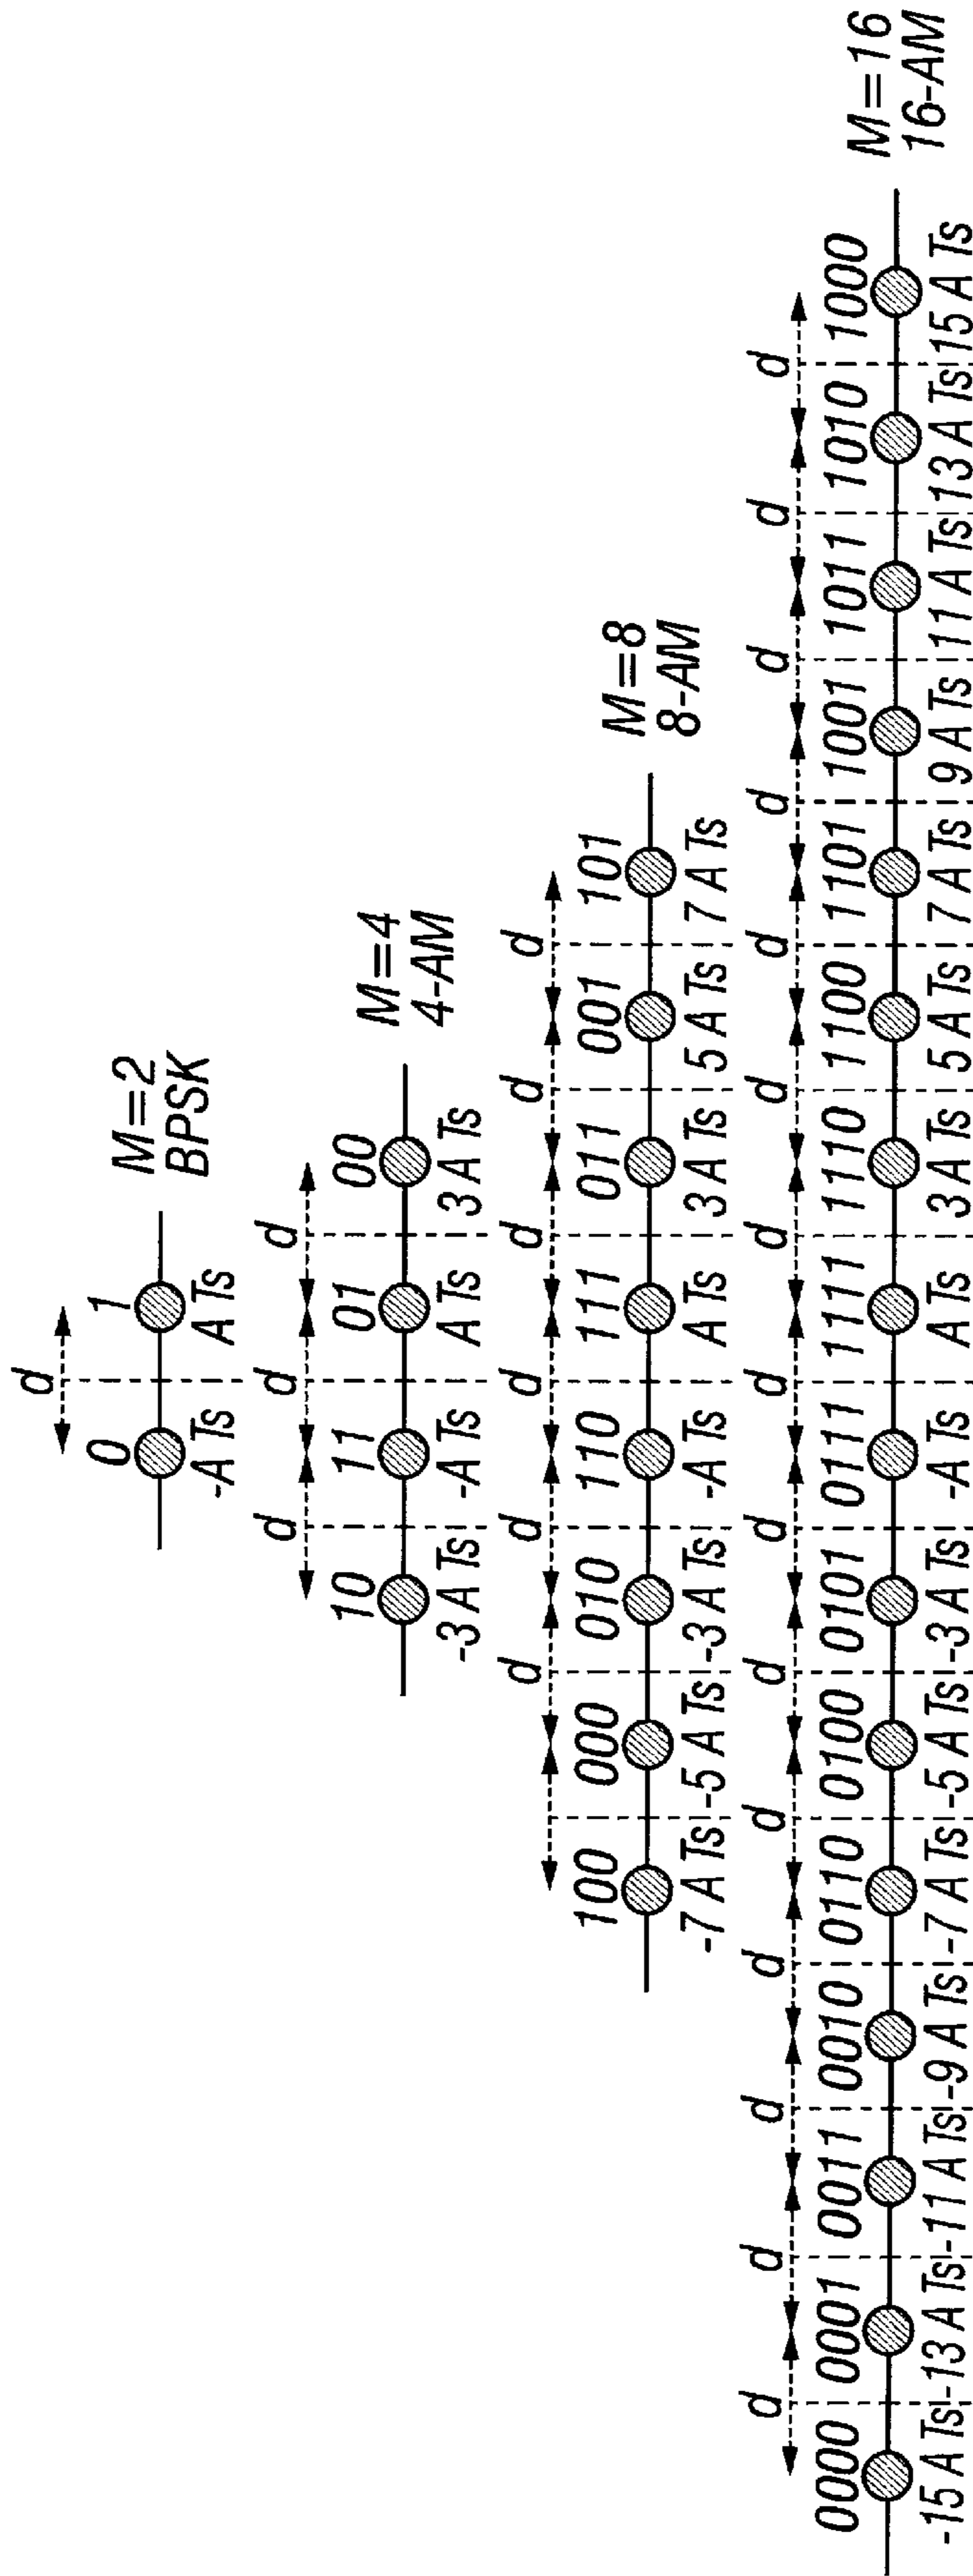 d
0 1
-A Ts A Ts
M=2
BPSK
d d d
10 11 01 00
-3 A Ts -A Ts A Ts 3 A Ts
M=4
4-AM
d d d d d d
100 000 010 110 111 011 001 101
-7 A Ts -5 A Ts -3 A Ts -A Ts A Ts 3 A Ts 5 A Ts 7 A Ts
M=8
8-AM
d d d d d d d d d d d d d d d
0000 0001 0011 0010 0110 0100 0101 0111 1111 1110 1100 1101 1001 1011 1010 1000
-15 A Ts -13 A Ts -11 A Ts -9 A Ts -7 A Ts -5 A Ts -3 A Ts -A Ts A Ts 3 A Ts 5 A Ts 7 A Ts 9 A Ts 11 A Ts 13 A Ts 15 A Ts
M=16
16-AM